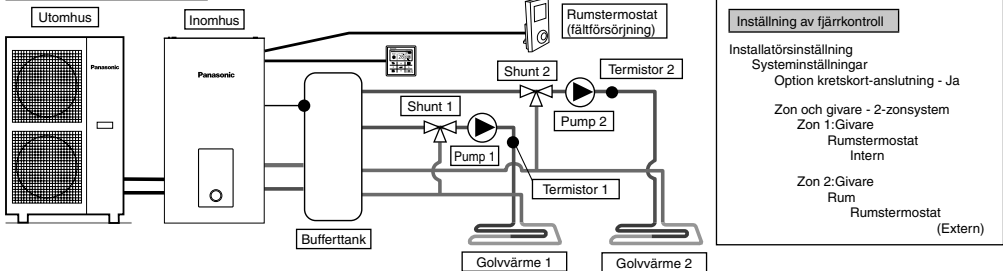 Utomhus
Inomhus
Rumstermostat
(fältförsörjning)
Panasonic
Panasonic
Shunt 2
Termistor 2
Shunt 1
Pump 2
Pump 1
Termistor 1
Bufferttank
Golvvärme 1
Golvvärme 2
Inställning av fjärrkontroll
Installatörsinställning
Systeminställningar
Option kretskort-anslutning - Ja
Zon och givare - 2-zonsystem
Zon 1:Givare
Rumstermostat
Intern
Zon 2:Givare
Rum
Rumstermostat
(Extern)